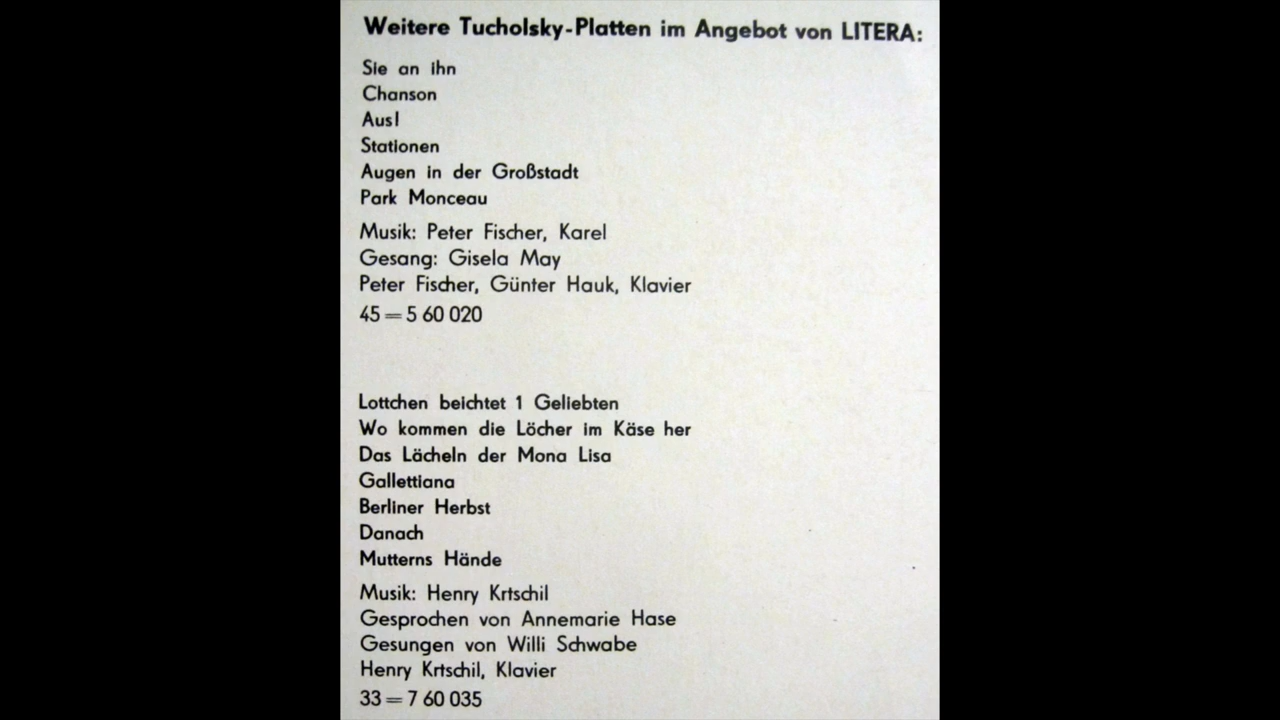 Weitere Tucholsky-Platten im Angebot von LITERA:
Sie an ihn
Chanson
Aus!
Stationen
Augen in der Großstadt
Park Monceau
Musik: Peter Fischer, Karel
Gesang: Gisela May
Peter Fischer, Günter Hauk, Klavier
45 = 5 60 020
Lottchen beichtet 1 Geliebten
Wo kommen die Löcher im Käse her
Das Lächeln der Mona Lisa
Gallettiana
Berliner Herbst
Danach
Mutterns Hände
Musik: Henry Krtschil
Gesprochen von Annemarie Hase
Gesungen von Willi Schwabe
Henry Krtschil, Klavier
33 = 7 60 035